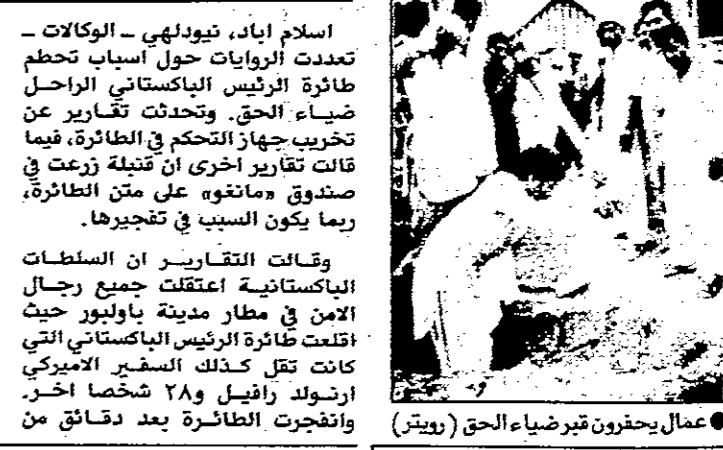 اسلام اباد، نيودلهي ــ الوكالات ــ
تعددت الروايات حول اسباب تحطم
طائرة الرئيس الباكستاني الراحل
ضياء الحق. وتحدثت تقارير عن
تخريب جهاز التحكم في الطائرة، فيما
قالت تقارير اخرى ان قنبلة زرعت في
صندوق «مانغو» على متن الطائرة،
ربما يكون السبب في تفجيرها.
وقالت التقارير ان السلطات
الباكستانية اعتقلت جميع رجال
الامن في مطار مدينة باولبور حيث
اقلعت طائرة الرئيس الباكستاني التي
كانت تقل كذلك السفير الاميركي
ارنولد رافيل و٢٨ شخصا اخر.
وانفجرت الطائرة بعد دقائق من
● عمال يحفرون قبر ضياء الحق (رويتر)